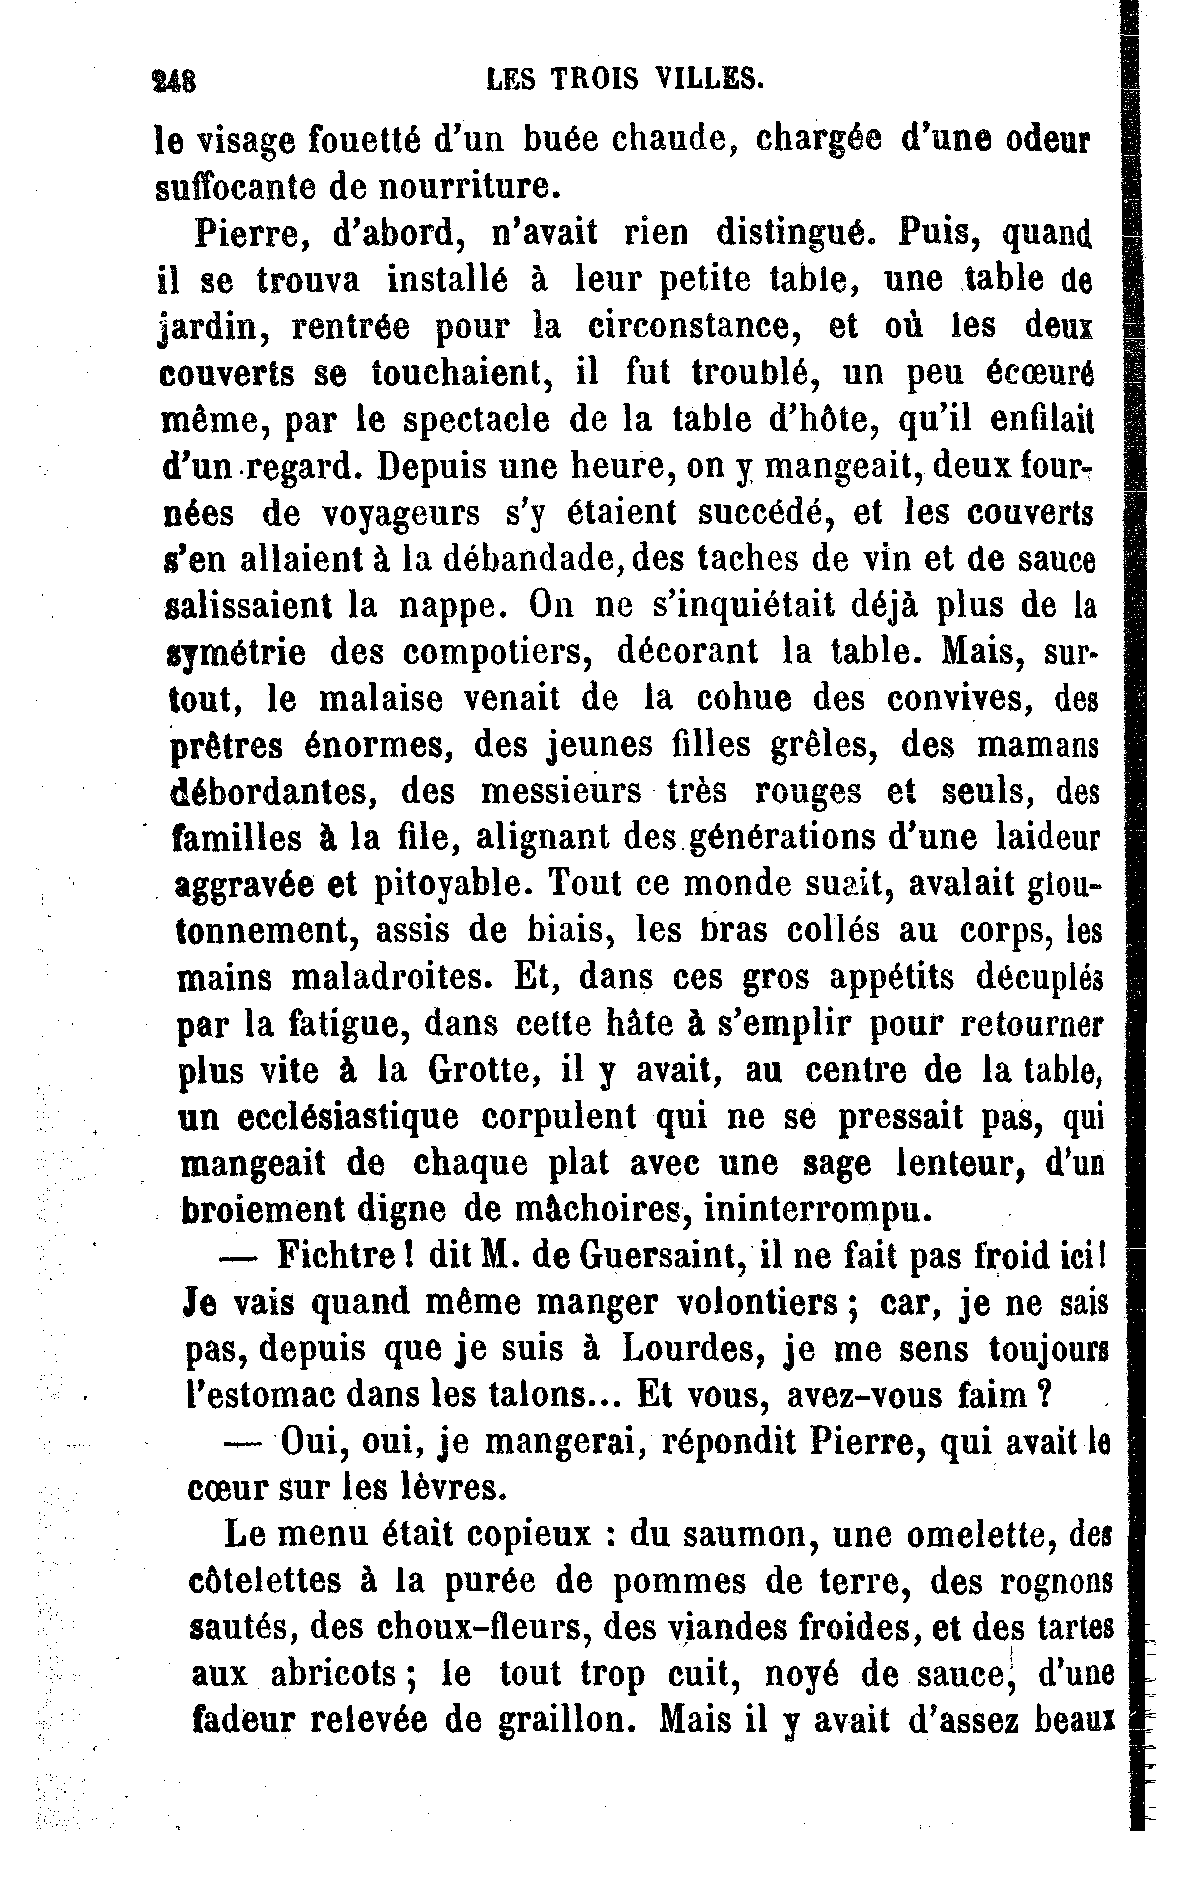 248 LES TROIS VILLES.
le visage fouetté d'un buée chaude, chargée d'une odeur
suffocante de nourriture.
Pierre, d'abord, n'avait rien distingué. Puis, quand
il se trouva installé à leur petite table, une table de
jardin, rentrée pour la circonstance, et où les deux
couverts se touchaient, il fut troublé, un peu écœuré
même, par le spectacle de la table d'hôte, qu'il enfilait
d'un regard. Depuis une heure, on y mangeait, deux four-
nées de voyageurs s'y étaient succédé, et les couverts
s'en allaient à la débandade, des taches de vin et de sauce
salissaient la nappe. On ne s'inquiétait déjà plus de la
symétrie des compotiers, décorant la table. Mais, sur-
tout, le malaise venait de la cohue des convives, des
prêtres énormes, des jeunes filles grêles, des mamans
débordantes, des messieurs très rouges et seuls, des
familles à la file, alignant des générations d'une laideur
aggravée et pitoyable. Tout ce monde suait, avalait glou-
tonnement, assis de biais, les bras collés au corps, les
mains maladroites. Et, dans ces gros appétits décuplés
par la fatigue, dans cette hâte à s'emplir pour retourner
plus vite à la Grotte, il y avait, au centre de la table,
un ecclésiastique corpulent qui ne se pressait pas, qui
mangeait de chaque plat avec une sage lenteur, d'un
broiement digne de mâchoires, ininterrompu.
— Fichtre ! dit M. de Guersaint, il ne fait pas froid ici !
Je vais quand même manger volontiers ; car, je ne sais
pas, depuis que je suis à Lourdes, je me sens toujours
l'estomac dans les talons... Et vous, avez-vous faim ?
— Oui, oui, je mangerai, répondit Pierre, qui avait le
cœur sur les lèvres.
Le menu était copieux : du saumon, une omelette, des
côtelettes à la purée de pommes de terre, des rognons
sautés, des choux-fleurs, des viandes froides, et des tartes
aux abricots ; le tout trop cuit, noyé de sauce, d'une
fadeur relevée de graillon. Mais il y avait d'assez beaux